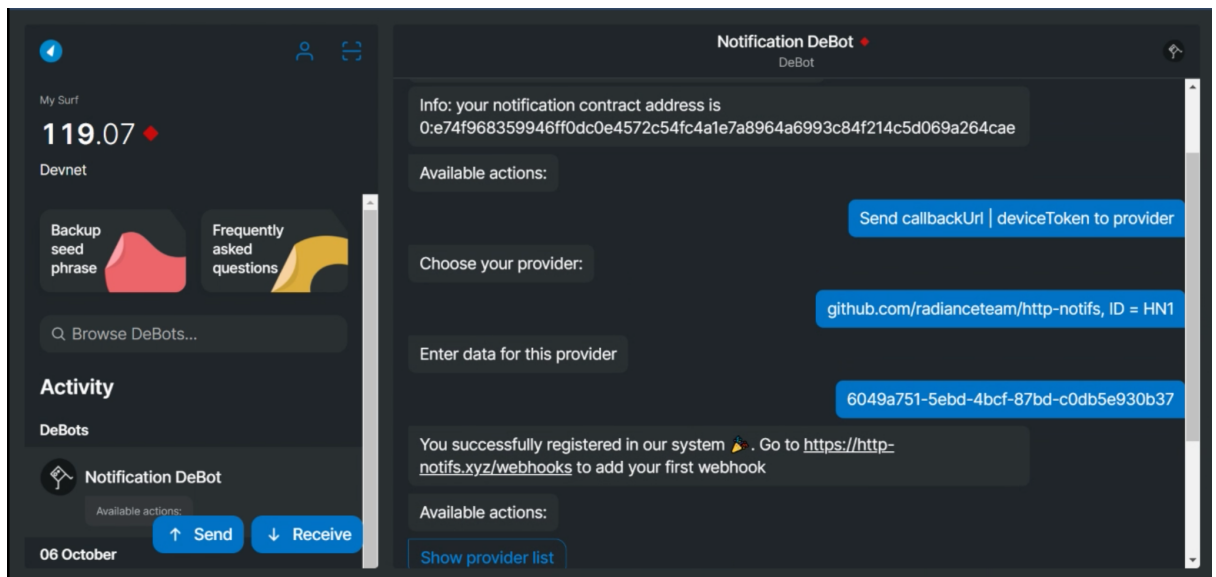 My Surf
119.07
Devnet
Backup
seed
phrase
Frequently
asked
questions
Browse DeBots...
Activity
DeBots
Notification DeBot
Available actions:
Send
Receive
06 October
Notification DeBot
DeBot
Info: your notification contract address is
0:e74f968359946ff0dc0e4572c54fc4a1e7a8964a6993c84f214c5d069a264cae
Available actions:
Send callbackUrl | deviceToken to provider
Choose your provider:
github.com/radianceteam/http-notifs, ID = HN1
Enter data for this provider
6049a751-5ebd-4bcf-87bd-c0db5e930b37
You successfully registered in our system 🎉. Go to https://http-
notifs.xyz/webhooks to add your first webhook
Available actions:
Show provider list